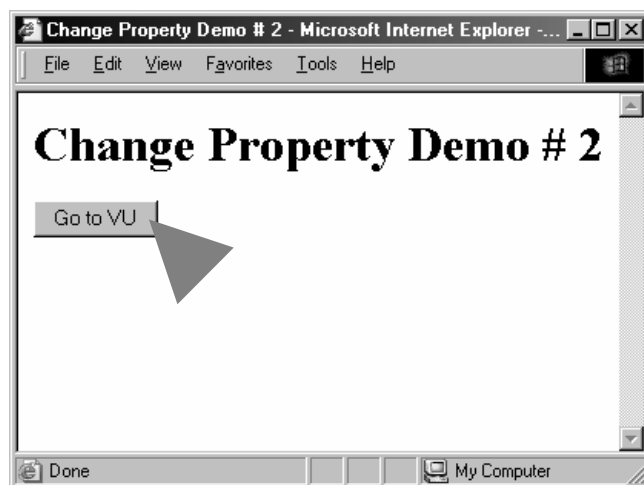 Change Property Demo # 2 - Microsoft Internet Explorer -...
File Edit View Favorites Tools Help
Change Property Demo # 2
Go to VU
Done
My Computer